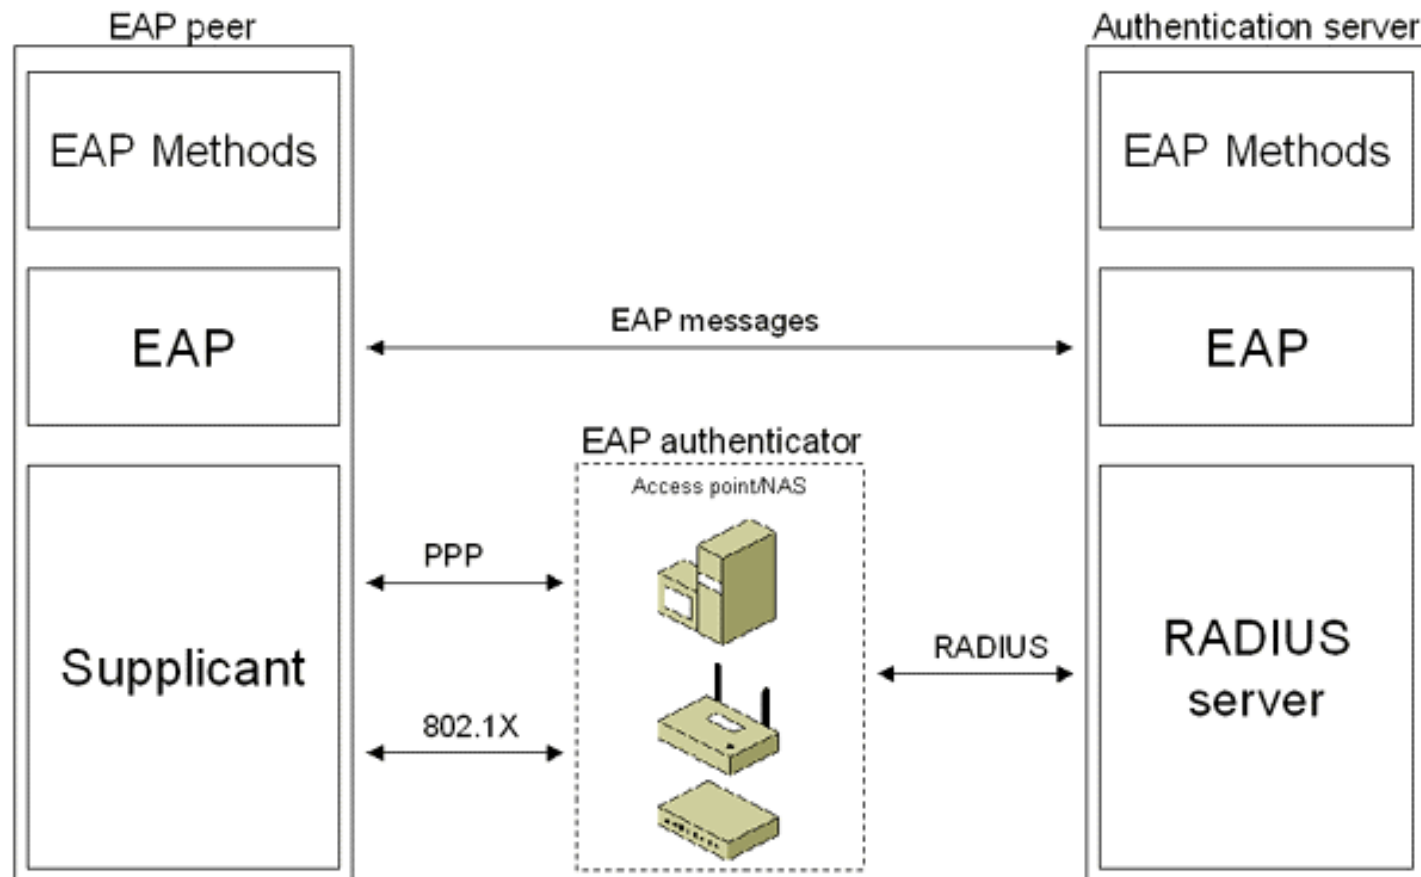 EAP peer
Authentication server
EAP Methods
EAP Methods
EAP
EAP messages
EAP
EAP authenticator
Access point/NAS
PPP
Supplicant
802.1X
RADIUS
RADIUS
server